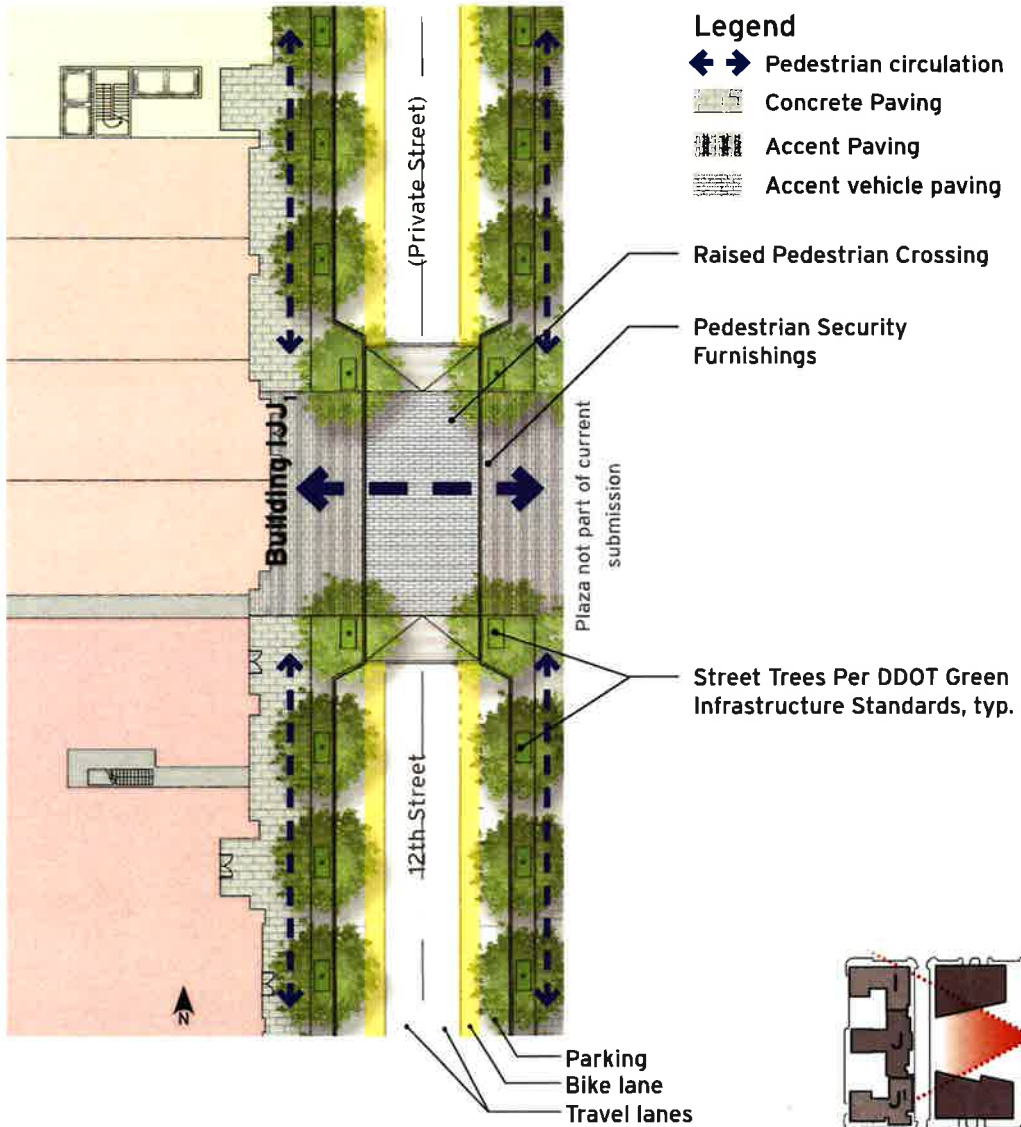 Legend
Pedestrian circulation
Concrete Paving
Accent Paving
Accent vehicle paving
Raised Pedestrian Crossing
Pedestrian Security
Furnishings
(Private Street)
Building IJJ1
Plaza not part of current
submission
Street Trees Per DDOT Green
Infrastructure Standards, typ.
12th Street
N
Parking
Bike lane
Travel lanes
I
J
J1